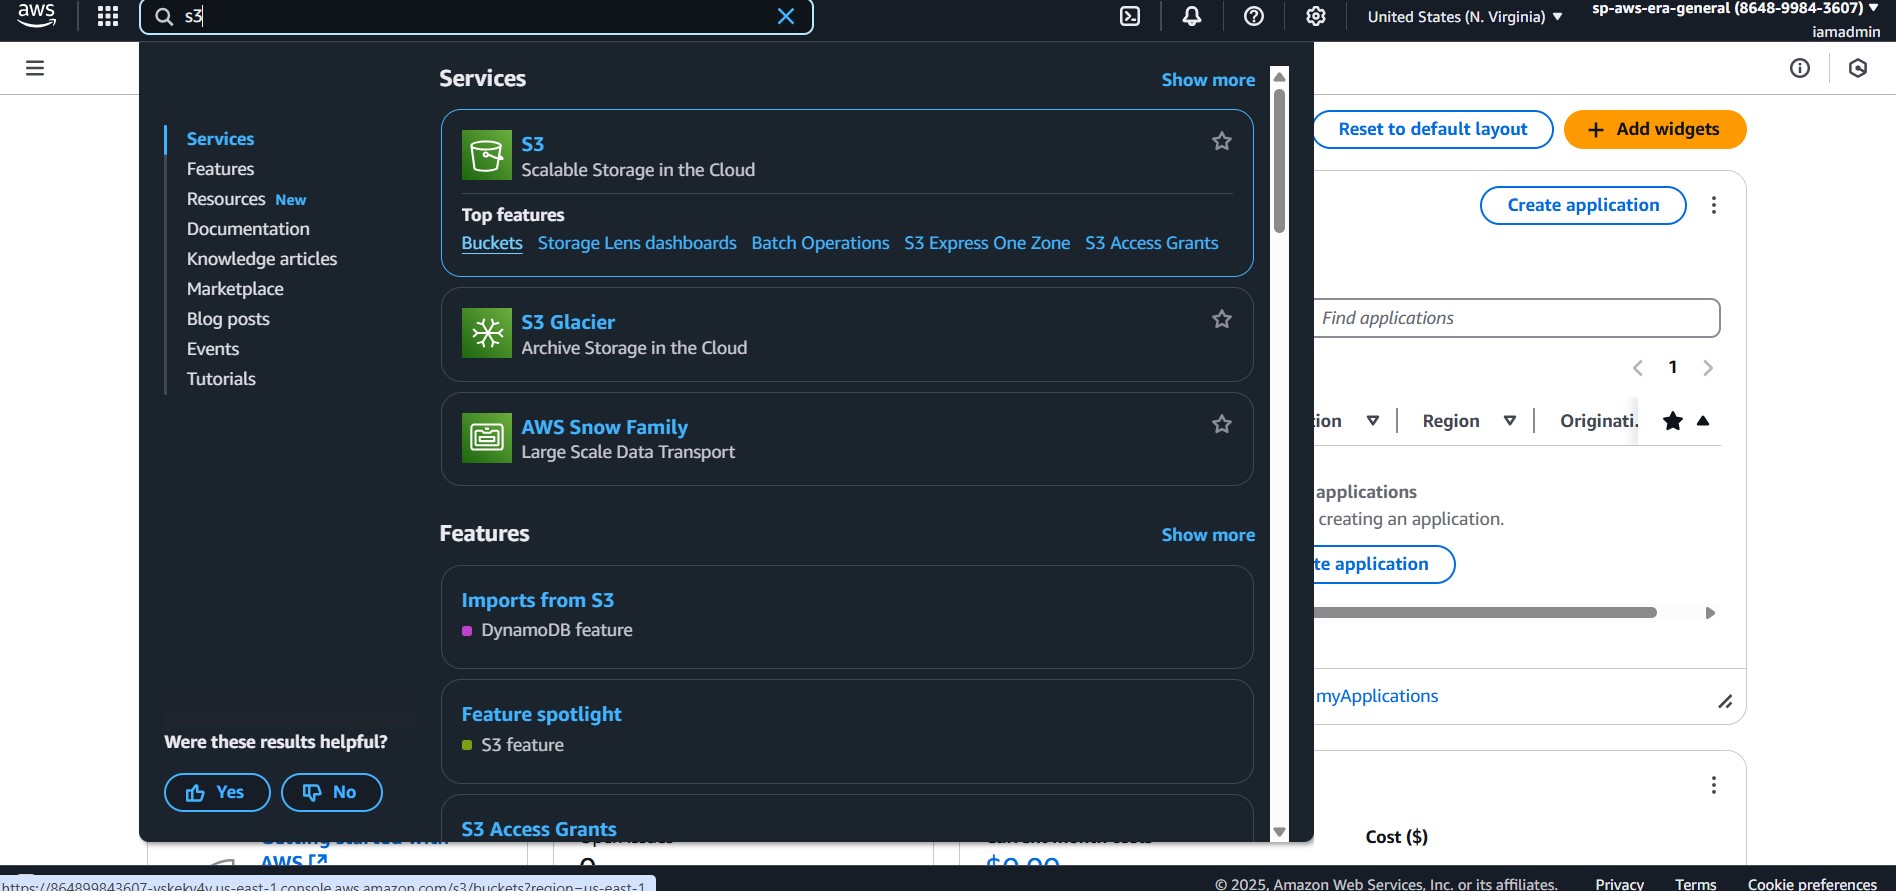 aws
s3
United States (N. Virginia) ▼
sp-aws-era-general (8648-9984-3607) ▼
iamadmin
Services
Features
Resources New
Documentation
Knowledge articles
Marketplace
Blog posts
Events
Tutorials
Were these results helpful?
Yes
No
Services
Show more
S3
Scalable Storage in the Cloud
Top features
Buckets Storage Lens dashboards Batch Operations S3 Express One Zone S3 Access Grants
S3 Glacier
Archive Storage in the Cloud
AWS Snow Family
Large Scale Data Transport
Features
Show more
Imports from S3
DynamoDB feature
Feature spotlight
S3 feature
S3 Access Grants
Reset to default layout
+ Add widgets
Create application
Find applications
1
Region
Originati.
applications
creating an application.
application
myApplications
Cost ($)
AWS
https://864899843607-yskeky4y.us-east-1.console.aws.amazon.com/s3/buckets?region=us-east-1
© 2025, Amazon Web Services, Inc. or its affiliates.
Privacy
Terms
Cookie preferences